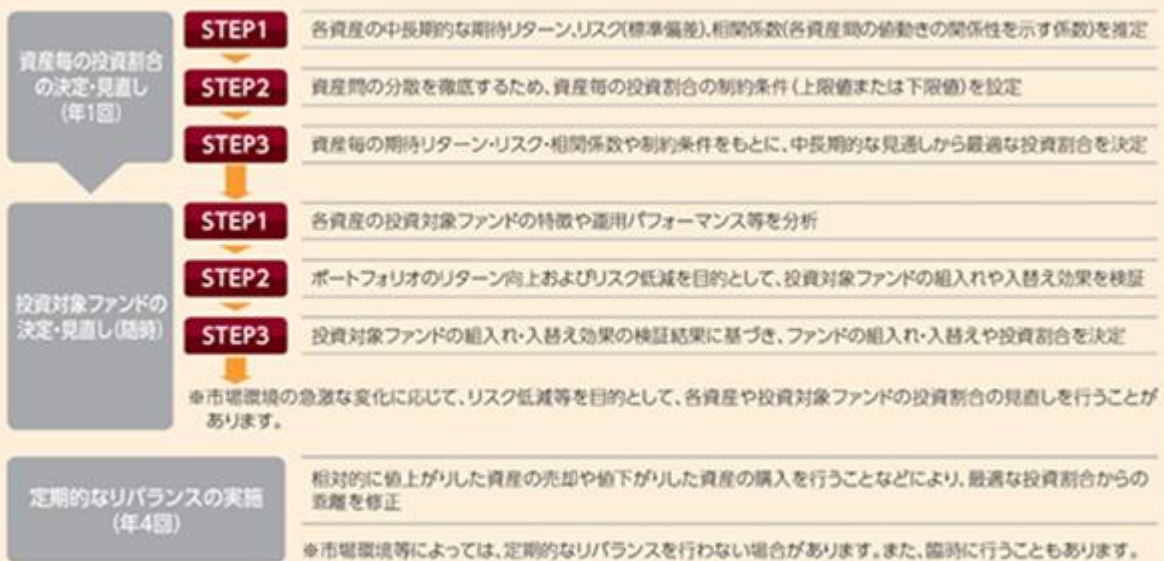 資産毎の投資割合
の決定・見直し
(年1回)
STEP1
各資産の中長期的な期待リターン、リスク(標準偏差)、相関係数(各資産間の値動きの関係性を示す係数)を推定
STEP2
資産間の分散を徹底するため、資産毎の投資割合の制約条件(上限値または下限値)を設定
STEP3
資産毎の期待リターン・リスク・相関係数や制約条件をもとに、中長期的な見通しから最適な投資割合を決定
投資対象ファンドの
決定・見直し(随時)
STEP1
各資産の投資対象ファンドの特徴や運用パフォーマンス等を分析
STEP2
ポートフォリオのリターン向上およびリスク低減を目的として、投資対象ファンドの組入れや入替え効果を検証
STEP3
投資対象ファンドの組入れ・入替え効果の検証結果に基づき、ファンドの組入れ・入替えや投資割合を決定
※市場環境の急激な変化に応じて、リスク低減等を目的として、各資産や投資対象ファンドの投資割合の見直しを行うことが
あります。
定期的なリバランスの実施
(年4回)
相対的に値上がりした資産の売却や値下がりした資産の購入を行うことなどにより、最適な投資割合からの
乖離を修正
※市場環境等によっては、定期的なリバランスを行わない場合があります。また、臨時に行うこともあります。